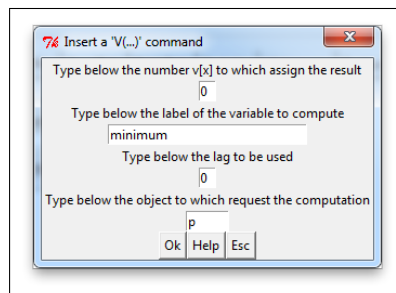 Insert a 'V(...)' command
Type below the number v[x] to which assign the result
0
Type below the label of the variable to compute
minimum
Type below the lag to be used
0
Type below the object to which request the computation
p
Ok Help Esc